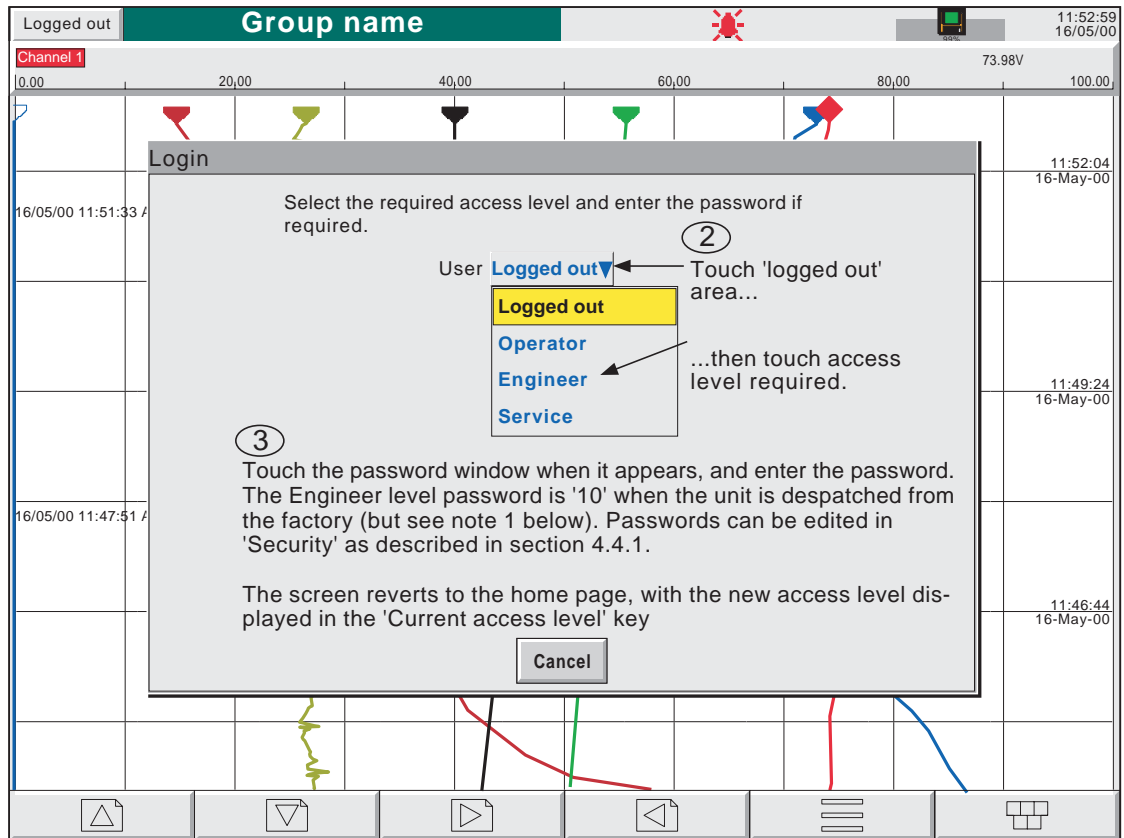 Logged out
Group name
99%
11:52:59
16/05/00
Channel 1
73.98V
0.00
20.00
40.00
60.00
80.00
100.00
11:52:04
16-May-00
16/05/00 11:51:33
Login
Select the required access level and enter the password if
required.
2
User Logged out
Touch 'logged out'
area...
Logged out
Operator
Engineer
Service
...then touch access
level required.
11:49:24
16-May-00
3
Touch the password window when it appears, and enter the password.
The Engineer level password is '10' when the unit is despatched from
the factory (but see note 1 below). Passwords can be edited in
'Security' as described in section 4.4.1.
16/05/00 11:47:51
The screen reverts to the home page, with the new access level dis-
played in the 'Current access level' key
11:46:44
16-May-00
Cancel